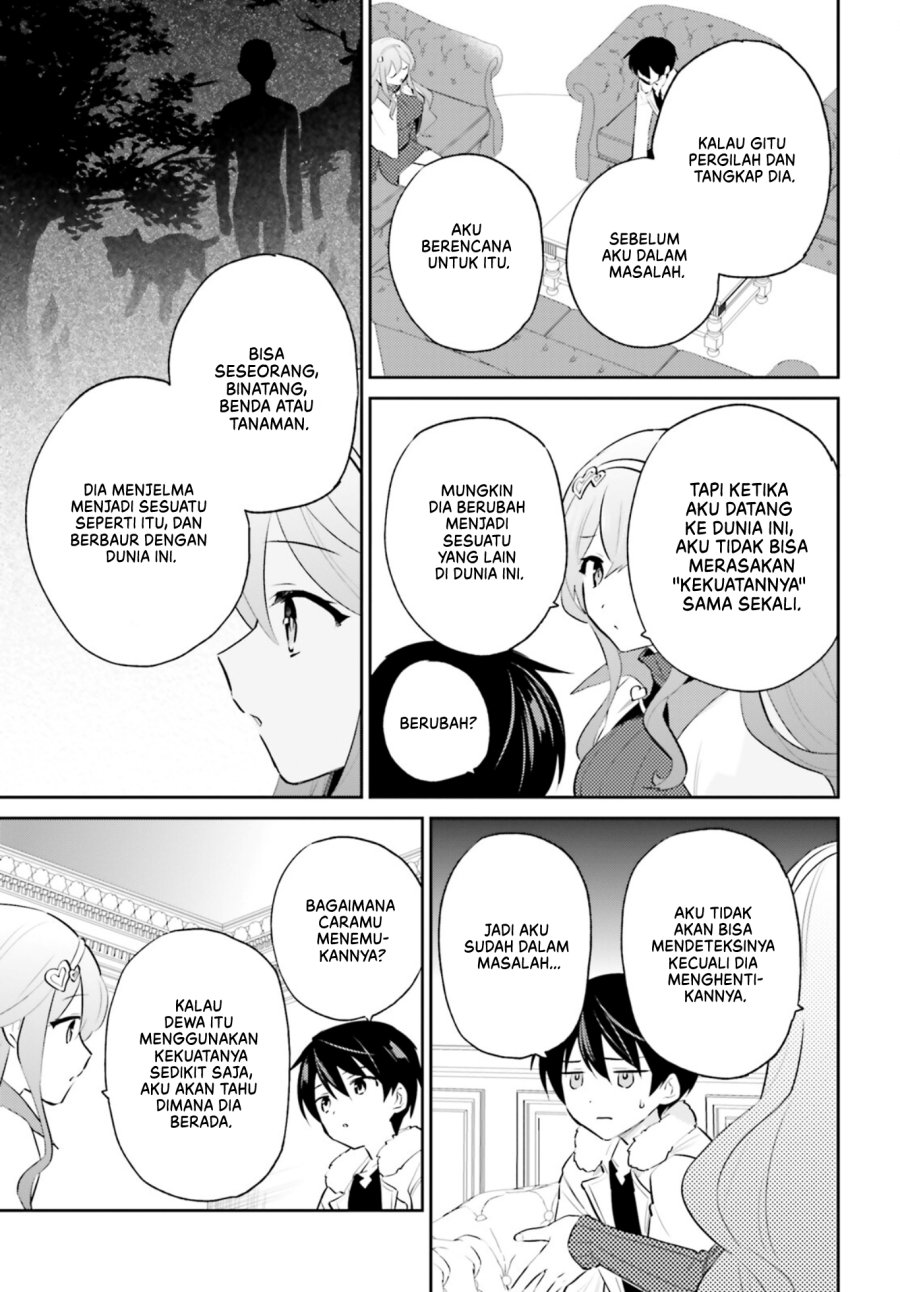 KALAU GITU
PERGILAH DAN
TANGKAP DIA.
SEBELUM
AKU DALAM
MASALAH.
AKU
BERENCANA
UNTUK ITU.
TAPI KETIKA
AKU DATANG
KE DUNIA INI,
AKU TIDAK BISA
MERASAKAN
"KEKUATANNYA"
SAMA SEKALI.
MUNGKIN
DIA BERUBAH
MENJADI
SESUATU
YANG LAIN
DI DUNIA INI.
BERUBAH?
BISA
SESEORANG,
BINATANG,
BENDA ATAU
TANAMAN.
DIA MENJELMA
MENJADI SESUATU
SEPERTI ITU, DAN
BERBAUR DENGAN
DUNIA INI.
AKU TIDAK
AKAN BISA
MENDETEKSINYA
KECUALI DIA
MENGHENTI-
KANNYA.
JADI AKU
SUDAH DALAM
MASALAH...
BAGAIMANA
CARAMU
MENEMU-
KANNYA?
KALAU
DEWA ITU
MENGGUNAKAN
KEKUATANYA
SEDIKIT SAJA,
AKU AKAN TAHU
DIMANA DIA
BERADA.